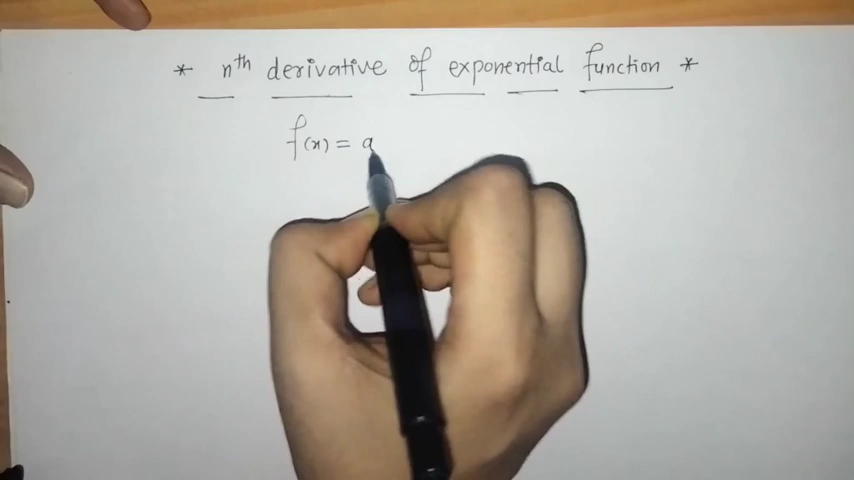 * nth derivative of exponential function *
f(x) = a